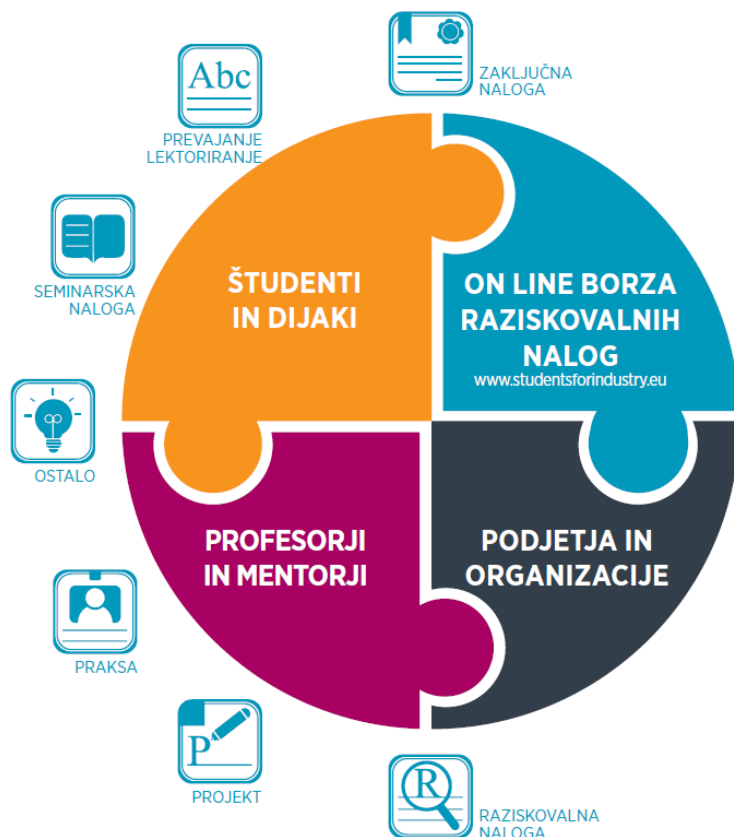 ZAKLJUČNA
NALOGA
Abc
PREVAJANJE
LEKTORIRANJE
SEMINARSKA
NALOGA
ŠTUDENTI
IN DIJAKI
ON LINE BORZA
RAZISKOVALNIH
NALOG
www.studentsforindustry.eu
OSTALO
PROFESORJI
IN MENTORJI
PODJETJA IN
ORGANIZACIJE
PRAKSA
P
PROJEKT
R
RAZISKOVALNA
NALOGA